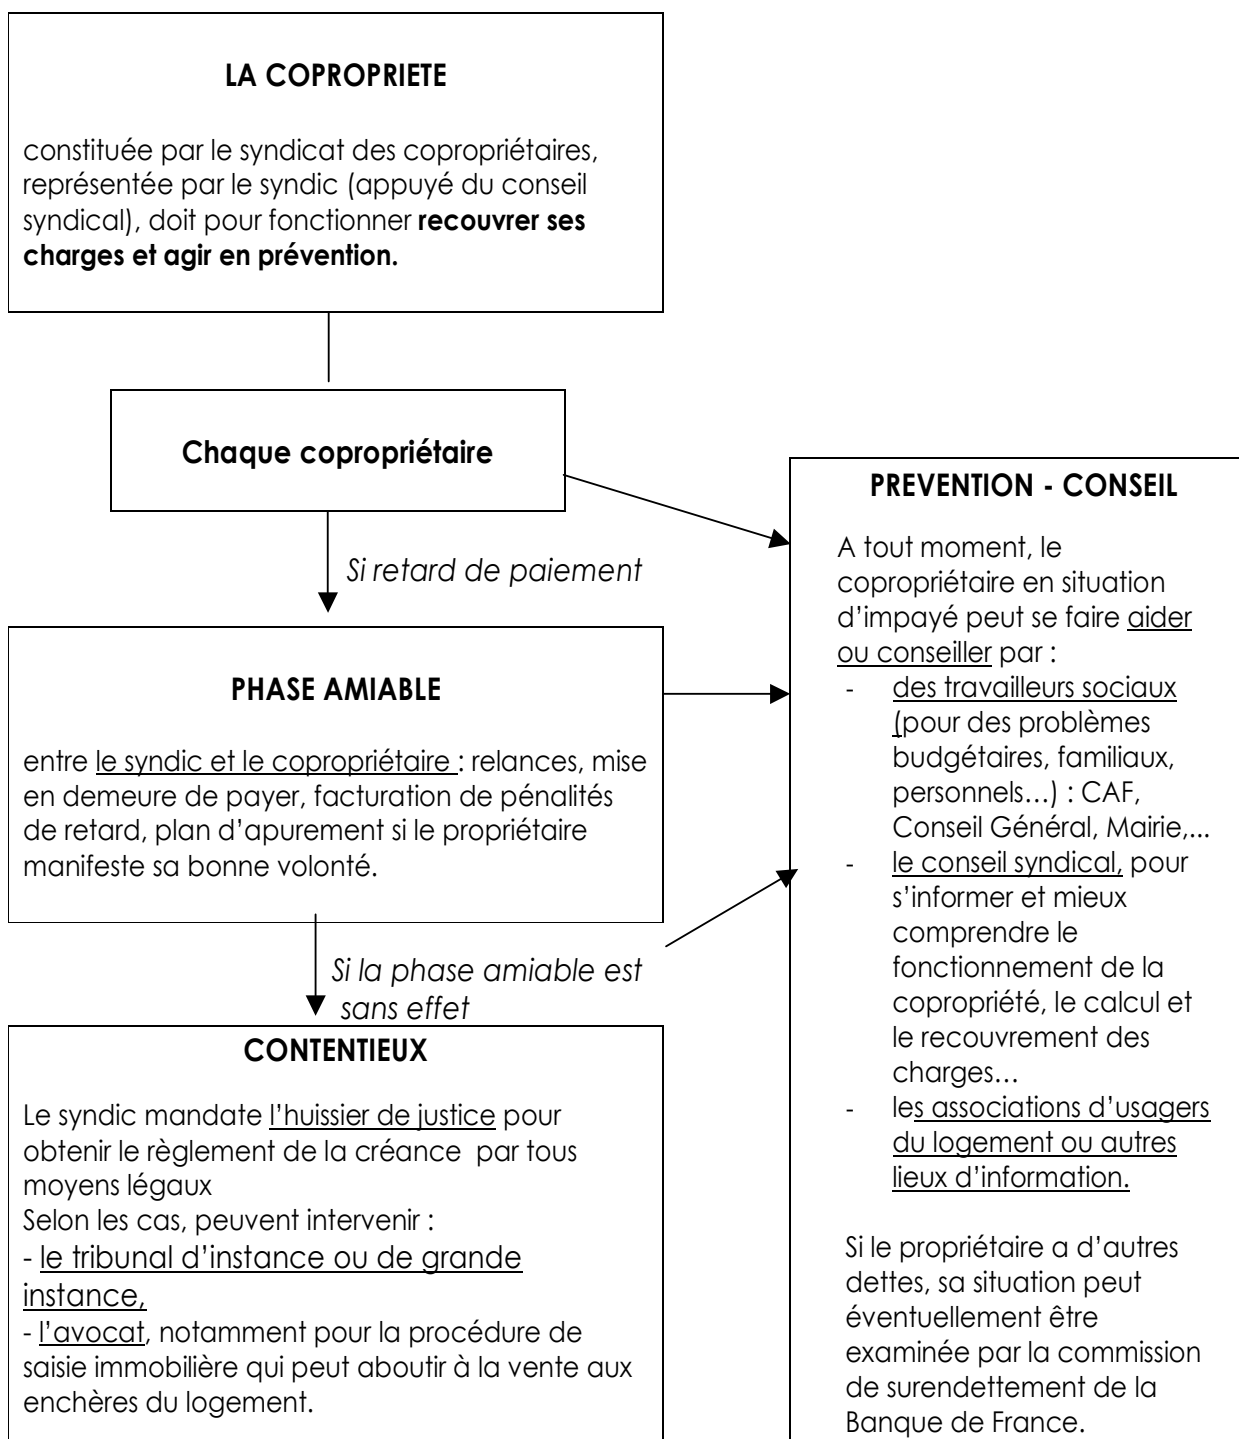 LA COPROPRIETE
constituée par le syndicat des copropriétaires,
représentée par le syndic (appuyé du conseil
syndical), doit pour fonctionner recouvrer ses
charges et agir en prévention.
Chaque copropriétaire
Si retard de paiement
PHASE AMIABLE
entre le syndic et le copropriétaire : relances, mise
en demeure de payer, facturation de pénalités
de retard, plan d’apurement si le propriétaire
manifeste sa bonne volonté.
Si la phase amiable est
sans effet
CONTENTIEUX
Le syndic mandate l’huissier de justice pour
obtenir le règlement de la créance par tous
moyens légaux
Selon les cas, peuvent intervenir :
- le tribunal d’instance ou de grande
instance,
- l’avocat, notamment pour la procédure de
saisie immobilière qui peut aboutir à la vente aux
enchères du logement.
PREVENTION - CONSEIL
A tout moment, le
copropriétaire en situation
d’impayé peut se faire aider
ou conseiller par :
- des travailleurs sociaux
(pour des problèmes
budgétaires, familiaux,
personnels…) : CAF,
Conseil Général, Mairie,...
- le conseil syndical, pour
s’informer et mieux
comprendre le
fonctionnement de la
copropriété, le calcul et
le recouvrement des
charges…
- les associations d’usagers
du logement ou autres
lieux d’information.
Si le propriétaire a d’autres
dettes, sa situation peut
éventuellement être
examinée par la commission
de surendettement de la
Banque de France.